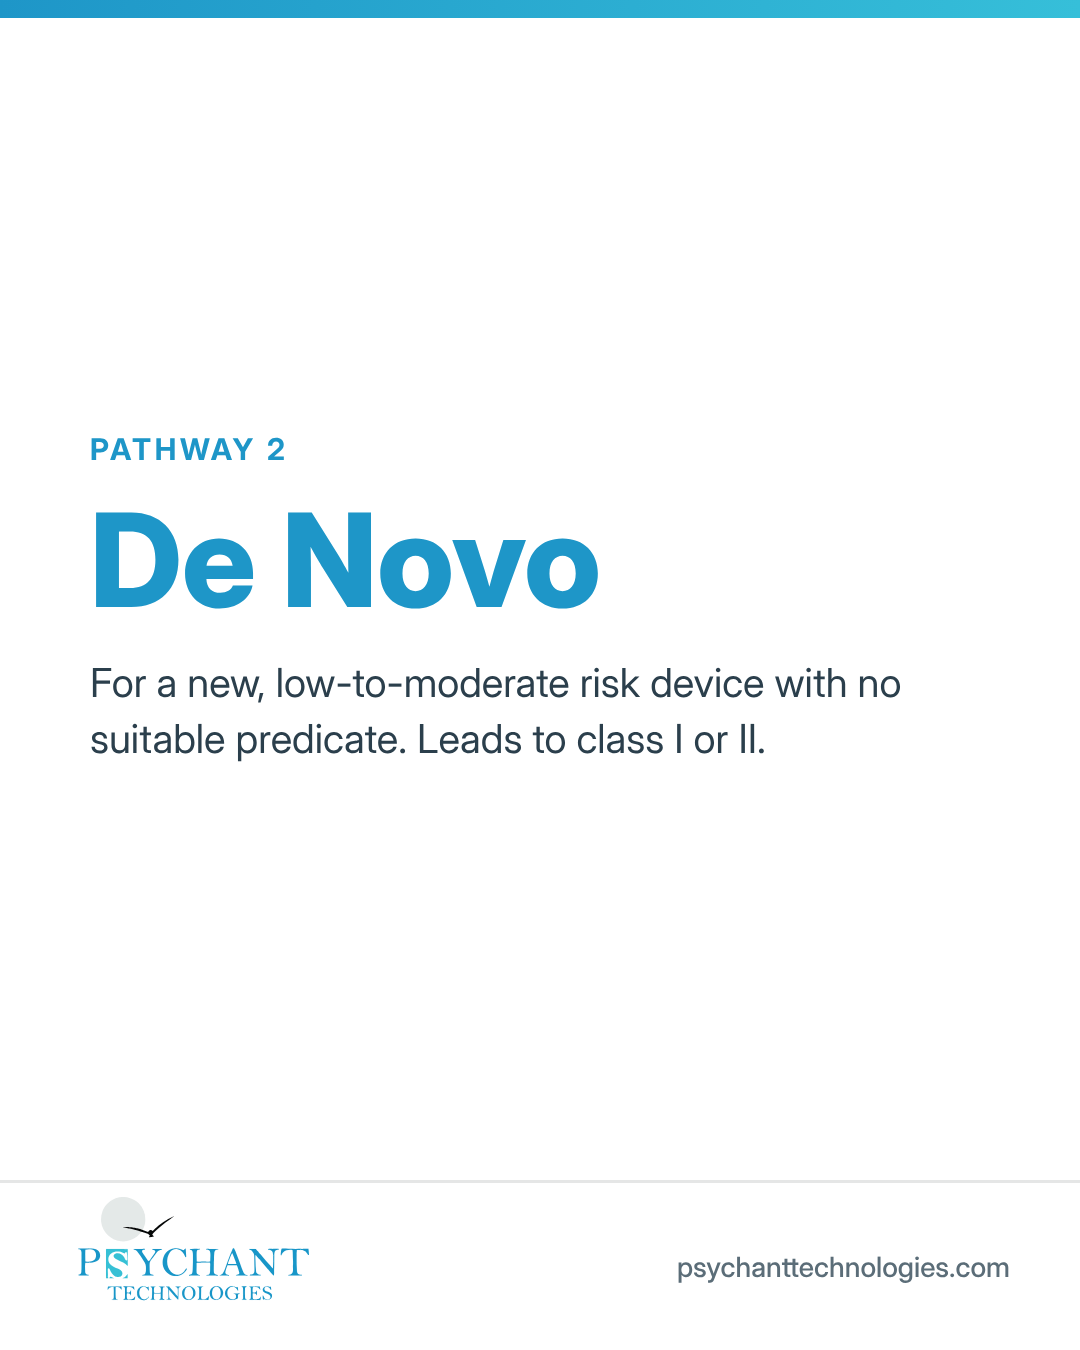 PATHWAY 2
De Novo
For a new, low-to-moderate risk device with no
suitable predicate. Leads to class I or II.
PSYCHANT
TECHNOLOGIES
psychanttechnologies.com